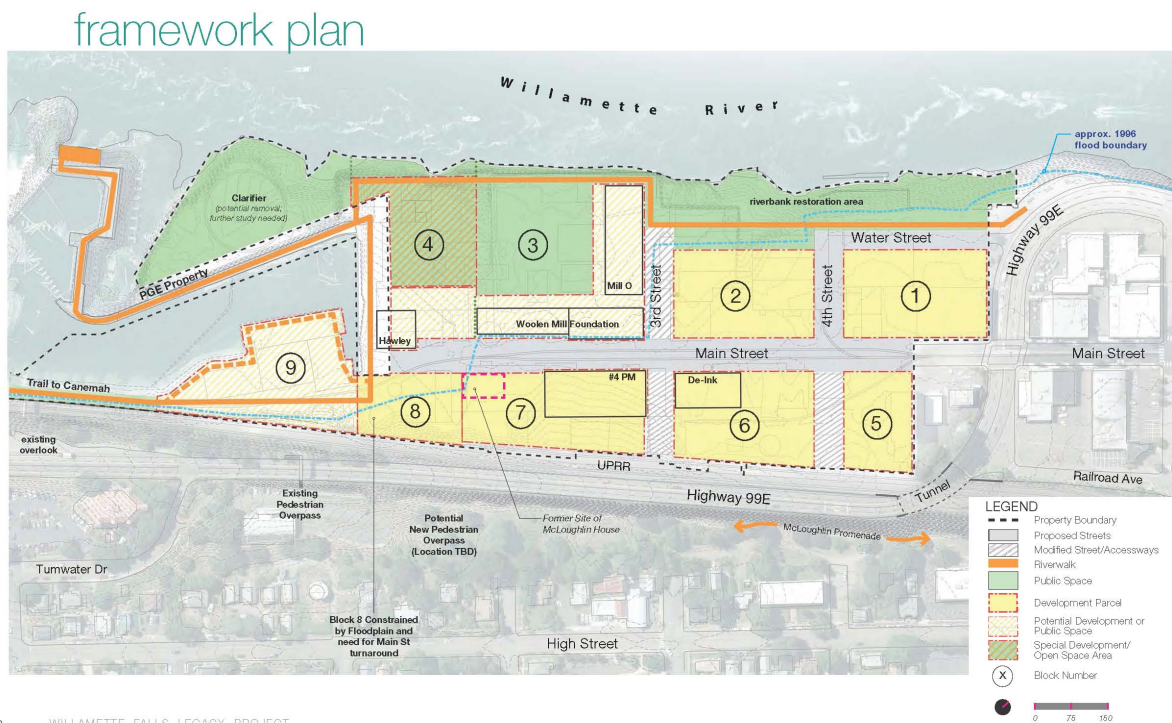 framework plan
Willamette River
approx. 1996
flood boundary
Clarifier
(potential removal;
further study needed)
riverbank restoration area
PGE Property
4
3
Mill O
Water Street
Highway 99E
3rd Street
2
4th Street
1
Woolen Mill Foundation
Hawley
Main Street
Main Street
9
Trail to Canemah
#4 PM
De-Ink
8
7
6
5
existing
overlook
UPRR
Highway 99E
Tunnel
Railroad Ave
Existing
Pedestrian
Overpass
Potential
New Pedestrian
Overpass
(Location TBD)
Former Site of
McLoughlin House
McLoughlin Promenade
Tumwater Dr
Block 8 Constrained
by Floodplain and
need for Main St
turnaround
High Street
LEGEND
Property Boundary
Proposed Streets
Modified Street/Accessways
Riverwalk
Public Space
Development Parcel
Potential Development or
Public Space
Special Development/
Open Space Area
X Block Number
0 75 150
WILLAMETTE FALLS LEGACY PROJECT